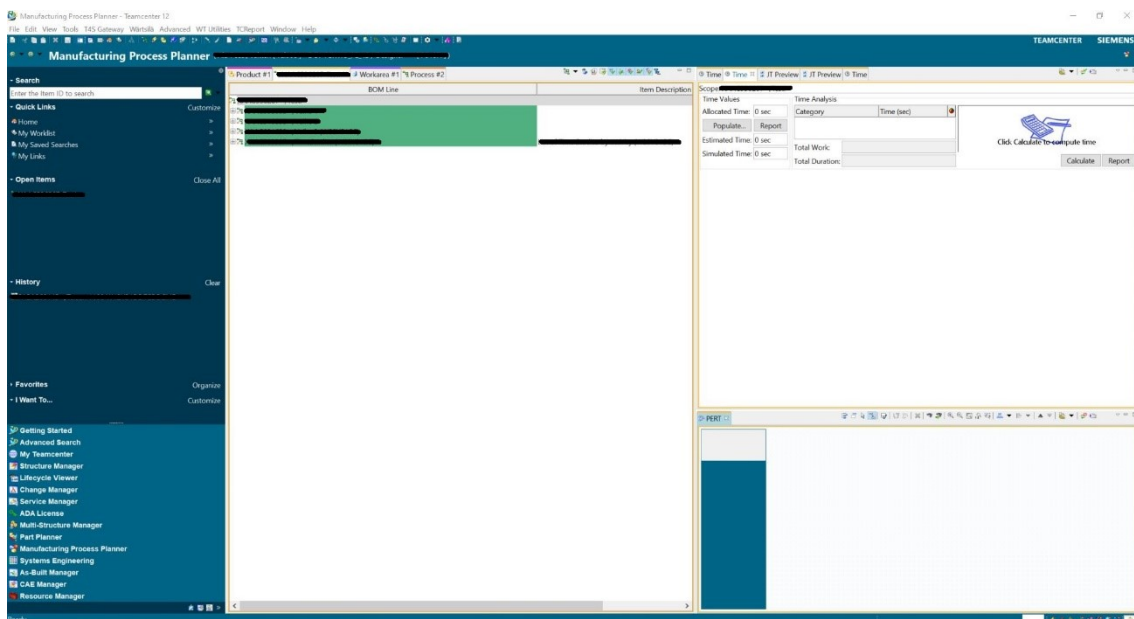 Manufacturing Process Planner - Teamcenter 12
File Edit View Tools T4S Gateway Wärtsilä Advanced WT Utilities TCReport Window Help
TEAMCENTER SIEMENS
Manufacturing Process Planner
Search
Enter the Item ID to search
Quick Links Customize
Home
My Worklist
My Saved Searches
My Links
Open Items Close All
History Clear
Favorites Organize
I Want To... Customize
Getting Started
Advanced Search
My Teamcenter
Structure Manager
Lifecycle Viewer
Change Manager
Service Manager
ADA License
Multi-Structure Manager
Part Planner
Manufacturing Process Planner
Systems Engineering
As-Built Manager
CAE Manager
Resource Manager
Product #1 Workarea #1 Process #2
BOM Line Item Description
Time Time JT Preview JT Preview Time
Scope
Time Values Time Analysis
Allocated Time: 0 sec Category Time (sec)
Populate... Report
Estimated Time: 0 sec Total Work:
Simulated Time: 0 sec Total Duration:
Click Calculate to compute time
Calculate Report
PERT